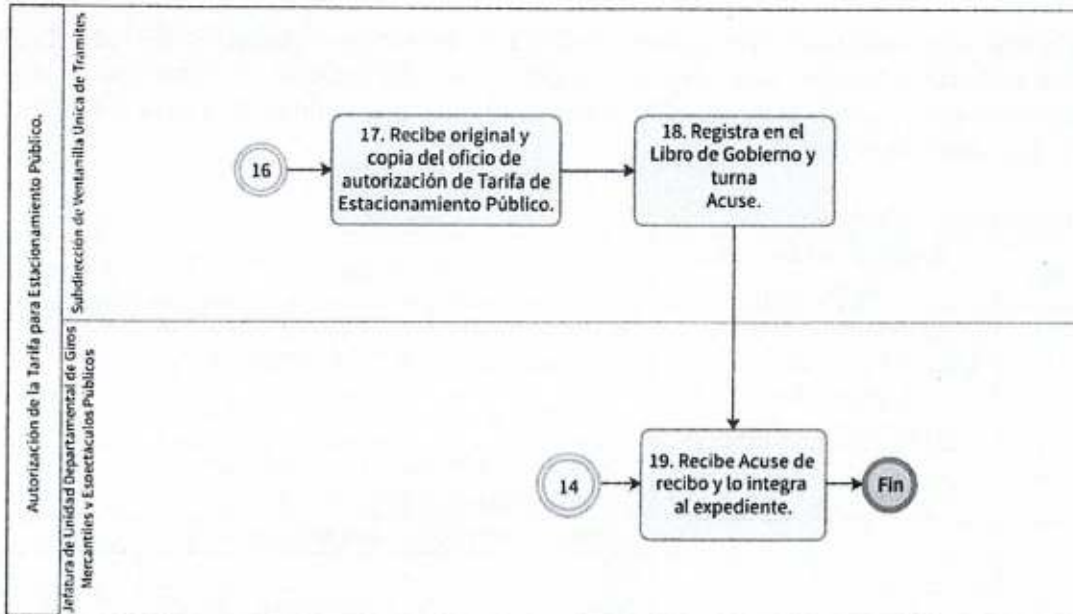 Autorización de la Tarifa para Estacionamiento Público.
Subdirección de Ventanilla Unica de Trámites
16
17. Recibe original y
copia del oficio de
autorización de Tarifa de
Estacionamiento Público.
18. Registra en el
Libro de Gobierno y
turna
Acuse.
Jefatura de Unidad Departamental de Giros
Mercantiles y Espectáculos Públicos
14
19. Recibe Acuse de
recibo y lo integra
al expediente.
Fin